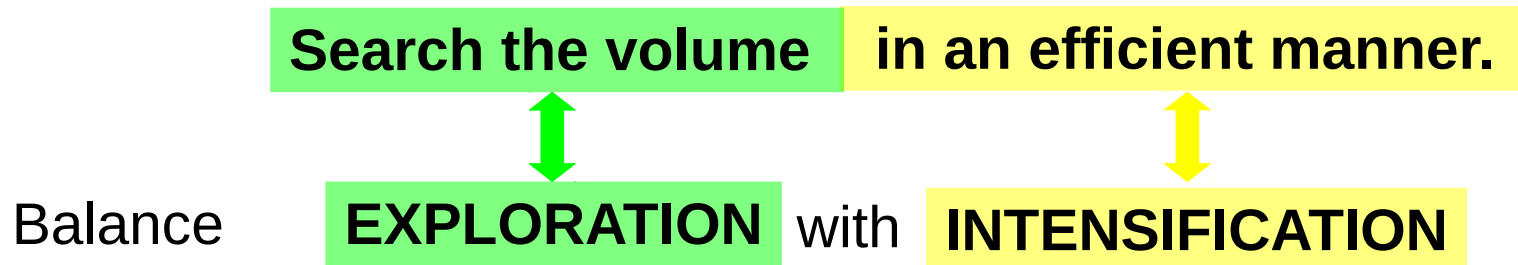 Search the volume in an efficient manner.
Balance EXPLORATION with INTENSIFICATION